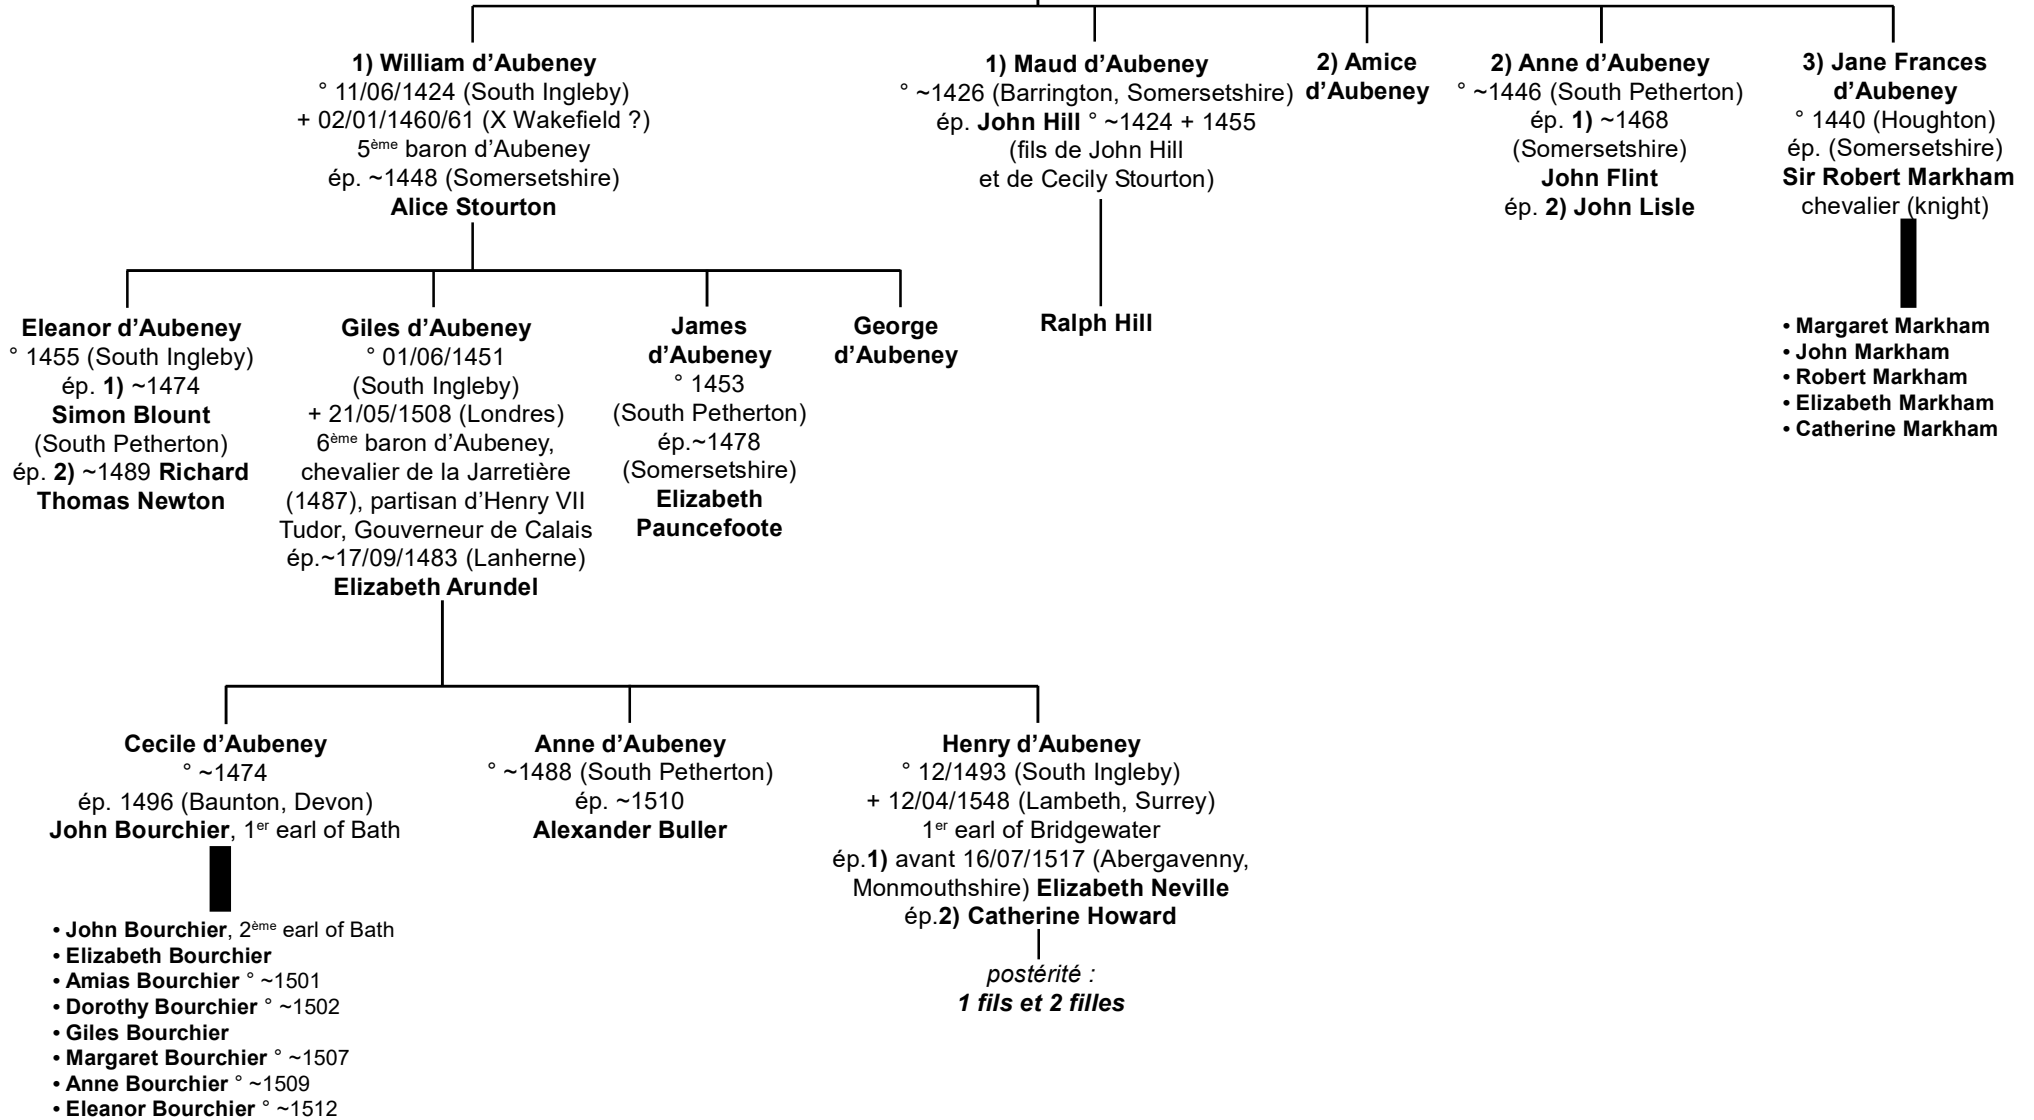 1) William d’Aubeney
° 11/06/1424 (South Ingleby)
+ 02/01/1460/61 (X Wakefield ?)
5ème baron d’Aubeney
ép. ~1448 (Somersetshire)
Alice Stourton
1) Maud d’Aubeney
° ~1426 (Barrington, Somersetshire)
ép. John Hill ° ~1424 + 1455
(fils de John Hill
et de Cecily Stourton)
2) Amice
d’Aubeney
2) Anne d’Aubeney
° ~1446 (South Petherton)
ép. 1) ~1468
(Somersetshire)
John Flint
ép. 2) John Lisle
3) Jane Frances
d’Aubeney
° 1440 (Houghton)
ép. (Somersetshire)
Sir Robert Markham
chevalier (knight)
Eleanor d’Aubeney
° 1455 (South Ingleby)
ép. 1) ~1474
Simon Blount
(South Petherton)
ép. 2) ~1489 Richard
Thomas Newton
Giles d’Aubeney
° 01/06/1451
(South Ingleby)
+ 21/05/1508 (Londres)
6ème baron d’Aubeney,
chevalier de la Jarretière
(1487), partisan d’Henry VII
Tudor, Gouverneur de Calais
ép.~17/09/1483 (Lanherne)
Elizabeth Arundel
James
d’Aubeney
° 1453
(South Petherton)
ép.~1478
(Somersetshire)
Elizabeth
Pauncefoote
George
d’Aubeney
Ralph Hill
• Margaret Markham
• John Markham
• Robert Markham
• Elizabeth Markham
• Catherine Markham
Cecile d’Aubeney
° ~1474
ép. 1496 (Baunton, Devon)
John Bourchier, 1er earl of Bath
Anne d’Aubeney
° ~1488 (South Petherton)
ép. ~1510
Alexander Buller
Henry d’Aubeney
° 12/1493 (South Ingleby)
+ 12/04/1548 (Lambeth, Surrey)
1er earl of Bridgewater
ép.1) avant 16/07/1517 (Abergavenny,
Monmouthshire) Elizabeth Neville
ép.2) Catherine Howard
• John Bourchier, 2ème earl of Bath
• Elizabeth Bourchier
• Amias Bourchier ° ~1501
• Dorothy Bourchier ° ~1502
• Giles Bourchier
• Margaret Bourchier ° ~1507
• Anne Bourchier ° ~1509
• Eleanor Bourchier ° ~1512
postérité :
1 fils et 2 filles